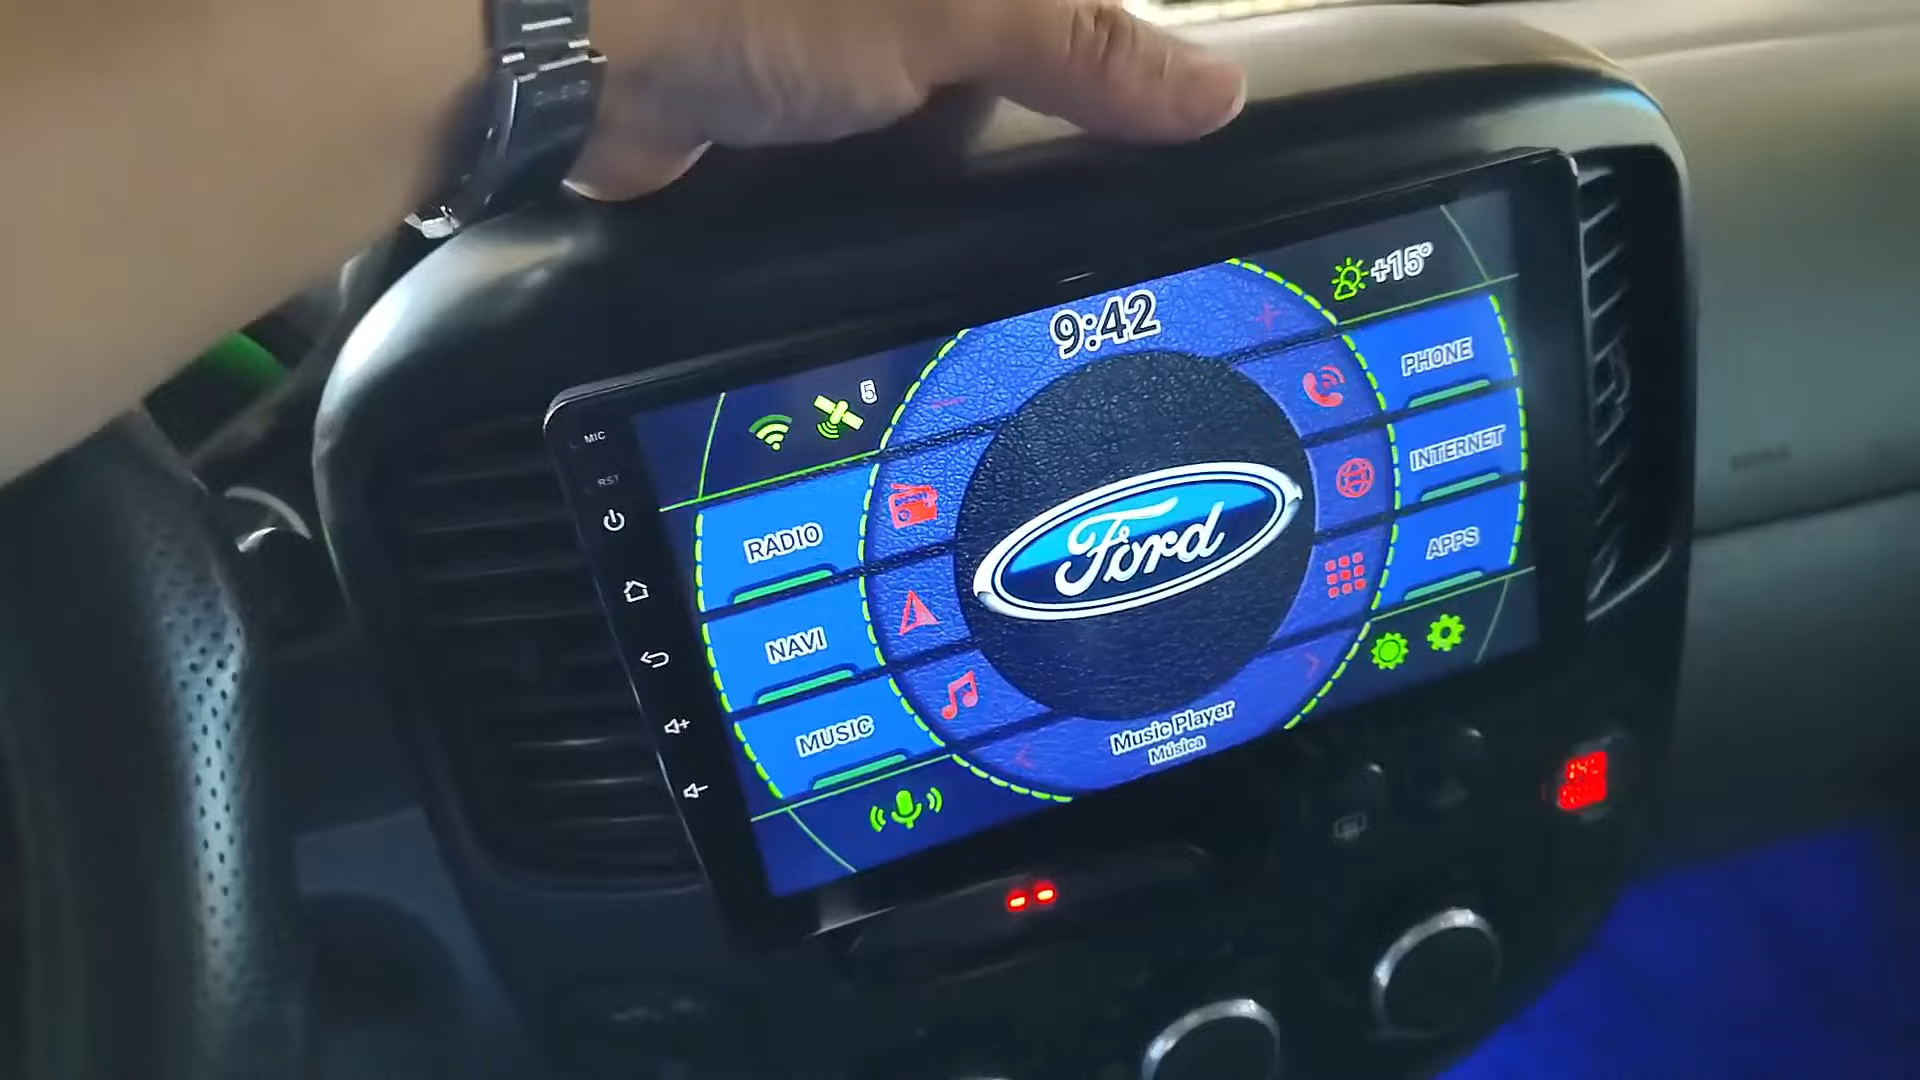 9:42
+15°
5
MIC
RST
PHONE
INTERNET
APPS
RADIO
NAVI
MUSIC
Ford
Music Player
Música